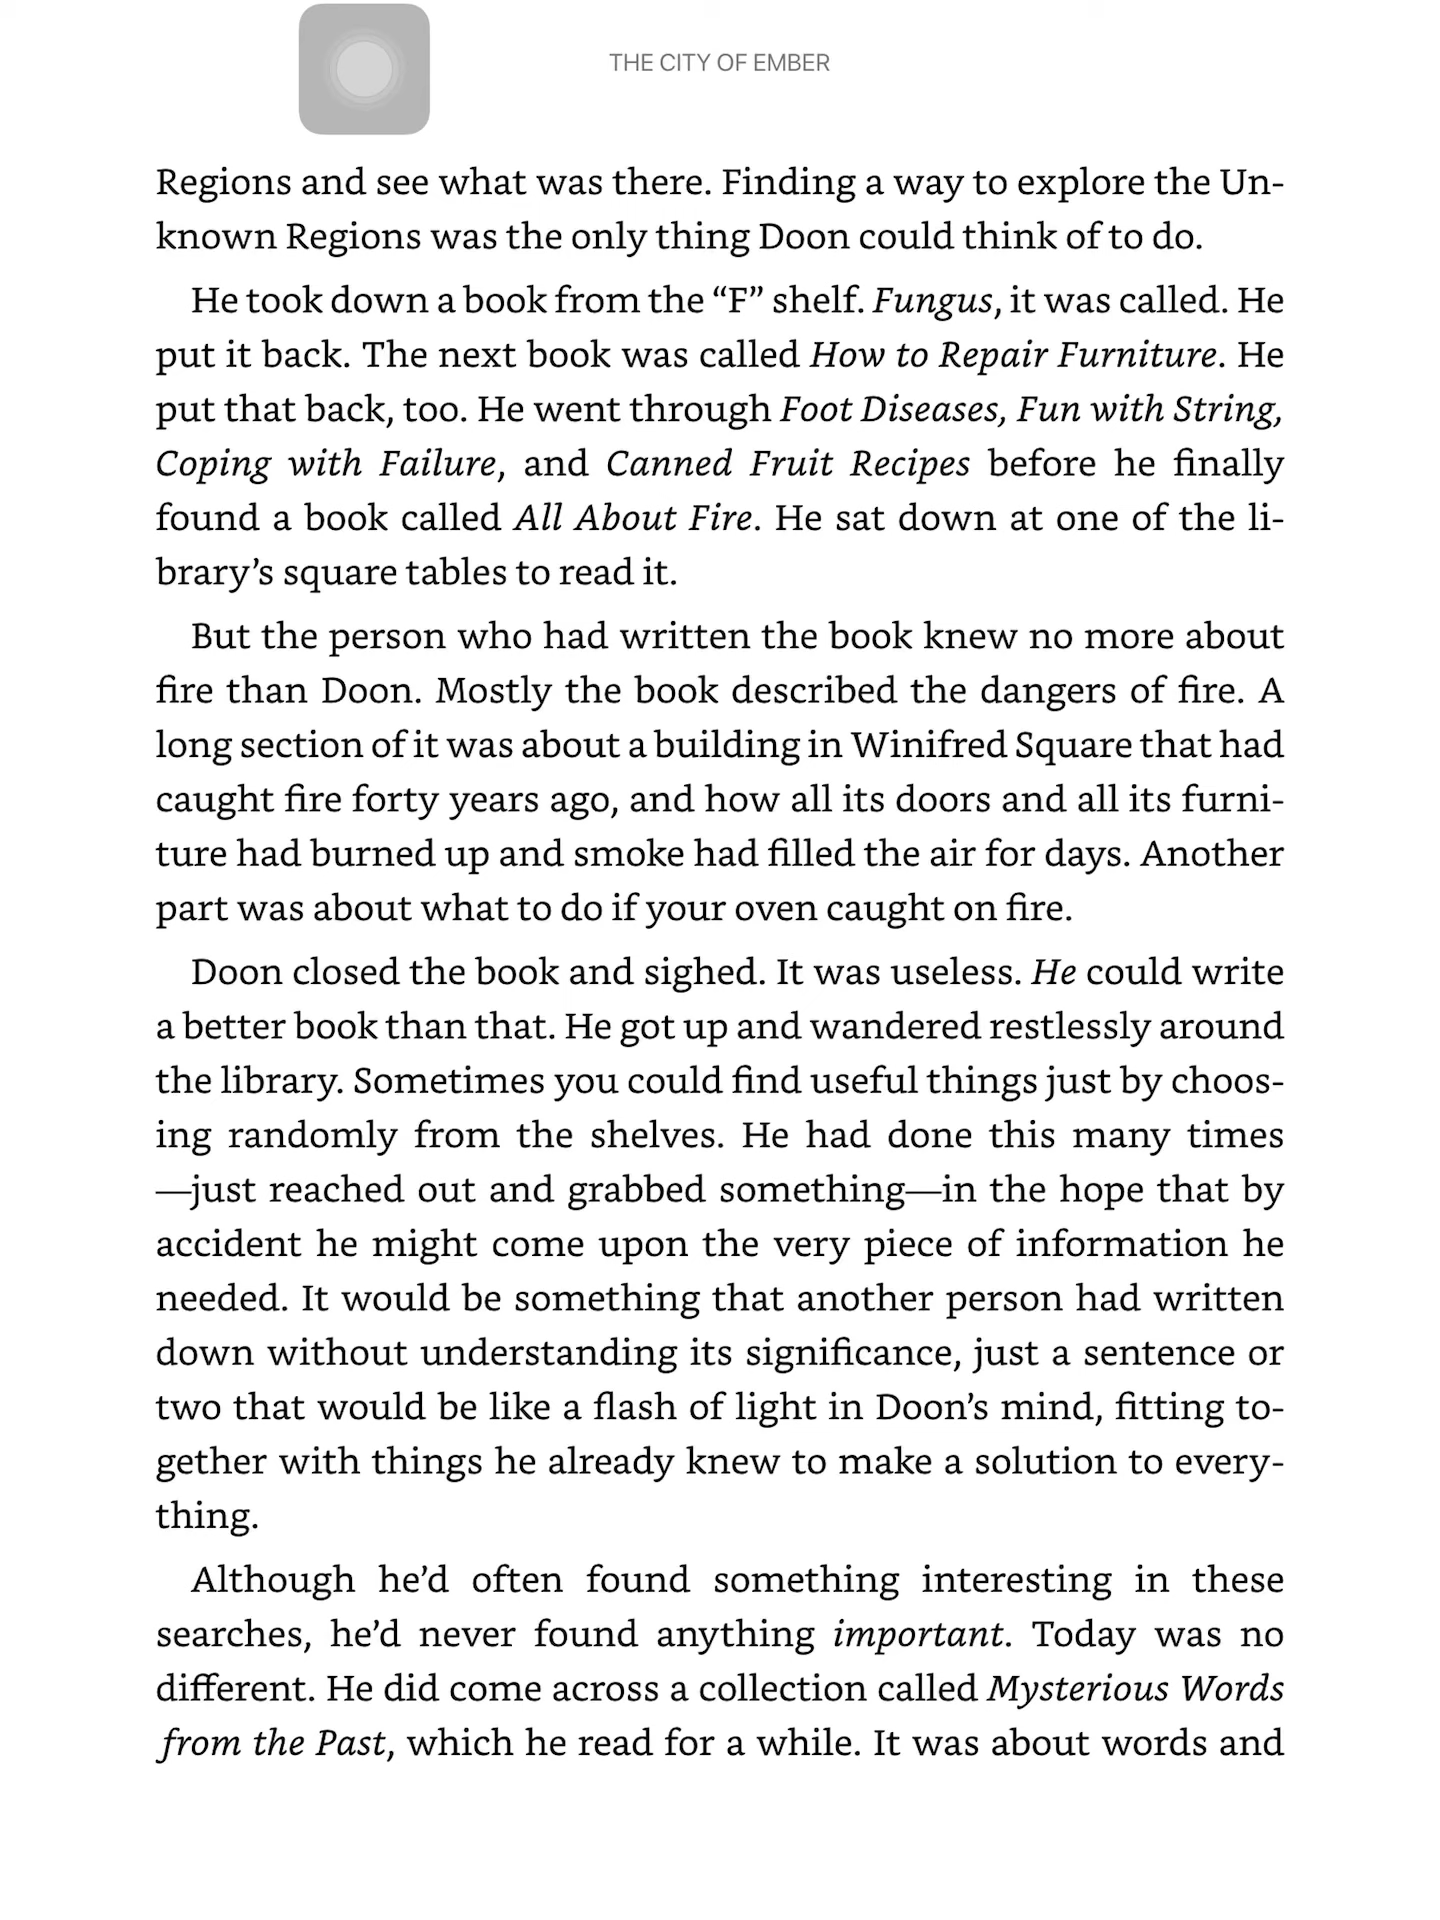 THE CITY OF EMBER
Regions and see what was there. Finding a way to explore the Un-
known Regions was the only thing Doon could think of to do.
He took down a book from the “F” shelf. Fungus, it was called. He
put it back. The next book was called How to Repair Furniture. He
put that back, too. He went through Foot Diseases, Fun with String,
Coping with Failure, and Canned Fruit Recipes before he finally
found a book called All About Fire. He sat down at one of the li-
brary’s square tables to read it.
But the person who had written the book knew no more about
fire than Doon. Mostly the book described the dangers of fire. A
long section of it was about a building in Winifred Square that had
caught fire forty years ago, and how all its doors and all its furni-
ture had burned up and smoke had filled the air for days. Another
part was about what to do if your oven caught on fire.
Doon closed the book and sighed. It was useless. He could write
a better book than that. He got up and wandered restlessly around
the library. Sometimes you could find useful things just by choos-
ing randomly from the shelves. He had done this many times
—just reached out and grabbed something—in the hope that by
accident he might come upon the very piece of information he
needed. It would be something that another person had written
down without understanding its significance, just a sentence or
two that would be like a flash of light in Doon’s mind, fitting to-
gether with things he already knew to make a solution to every-
thing.
Although he’d often found something interesting in these
searches, he’d never found anything important. Today was no
different. He did come across a collection called Mysterious Words
from the Past, which he read for a while. It was about words and